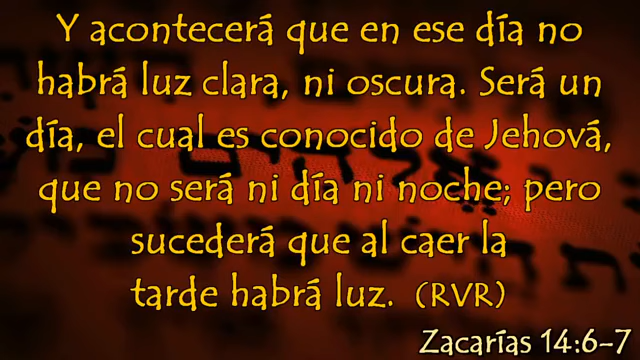 Y acontecerá que en ese día no
habrá luz clara, ni oscura. Será un
día, el cual es conocido de Jehová,
que no será ni día ni noche; pero
sucederá que al caer la
tarde habrá luz. (RVR)
Zacarías 14:6-7